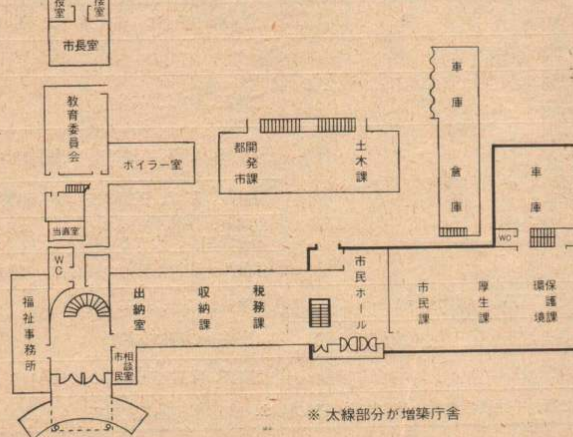 接室
接室
市長室
教育委員会
ボイラー室
都市開発課
土木課
車庫
倉庫
車庫
当直室
WC
WC
福祉事務所
出納室
収納課
税務課
市民ホール
市民課
厚生課
環境保護課
市民相談室
※ 太線部分が増築庁舎